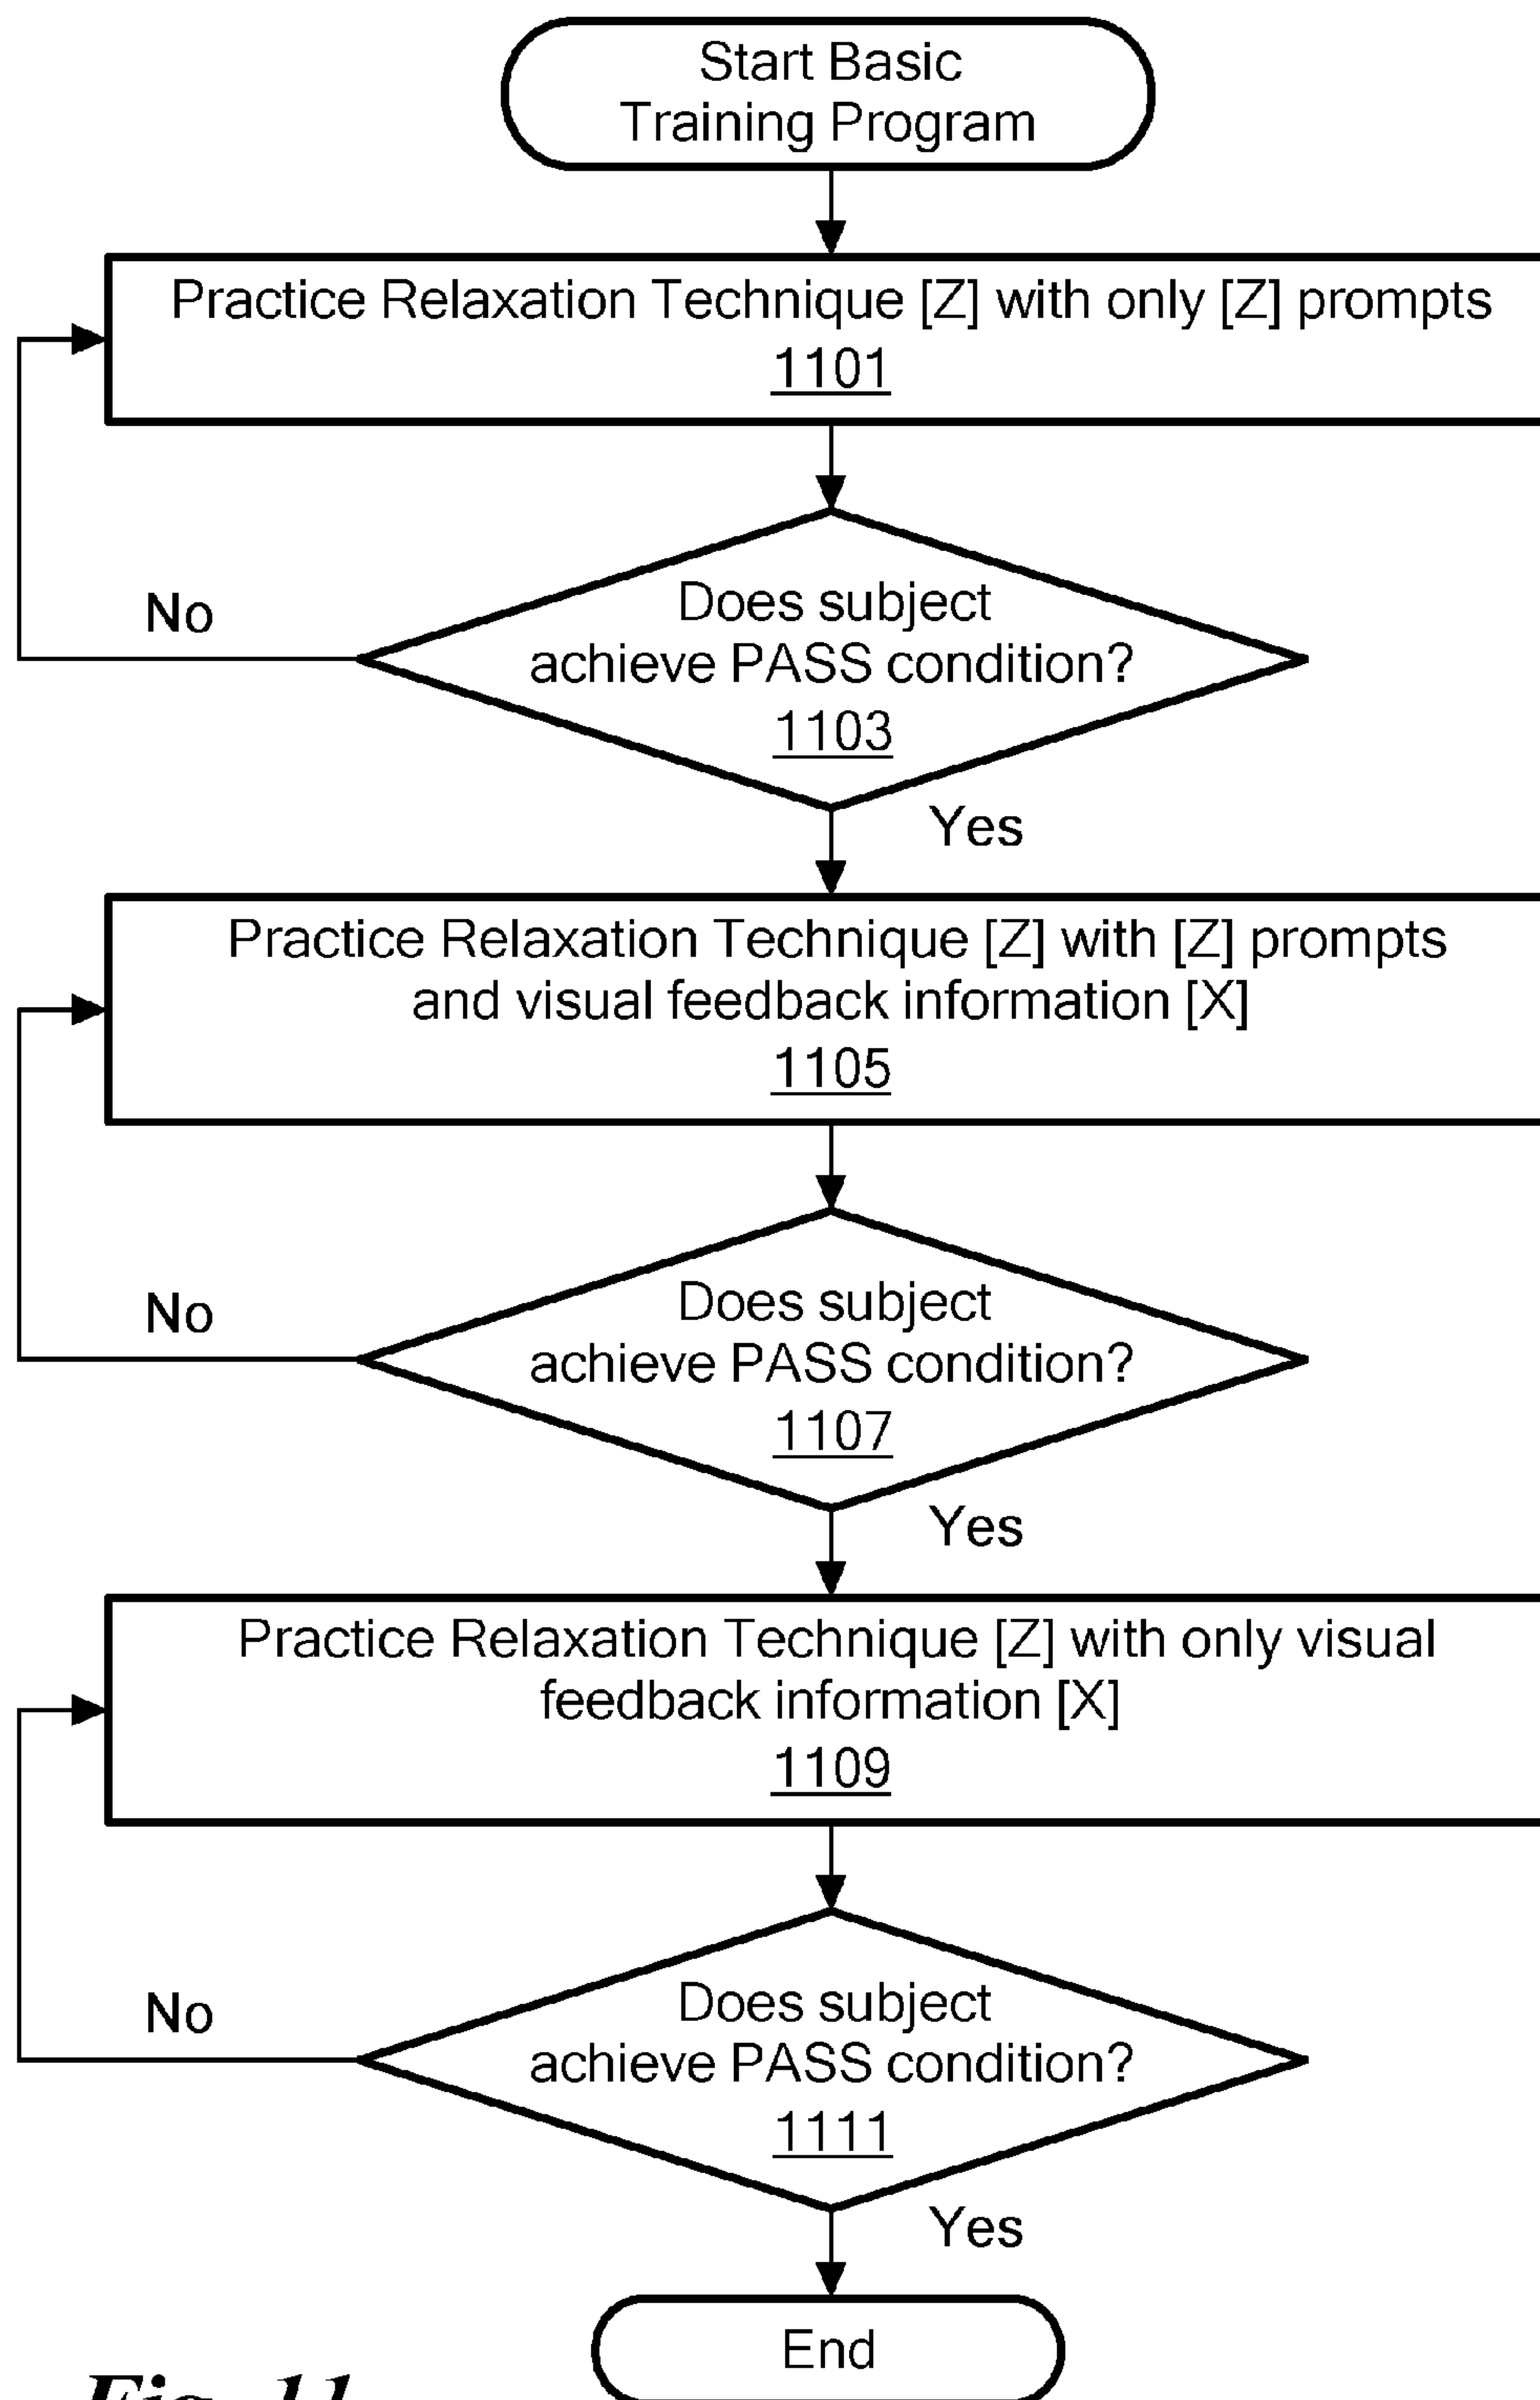 Start Basic
Training Program
Practice Relaxation Technique [Z] with only [Z] prompts
1101
Does subject
achieve PASS condition?
1103
No
Yes
Practice Relaxation Technique [Z] with [Z] prompts
and visual feedback information [X]
1105
Does subject
achieve PASS condition?
1107
No
Yes
Practice Relaxation Technique [Z] with only visual
feedback information [X]
1109
Does subject
achieve PASS condition?
1111
No
Yes
End
Fig. 11